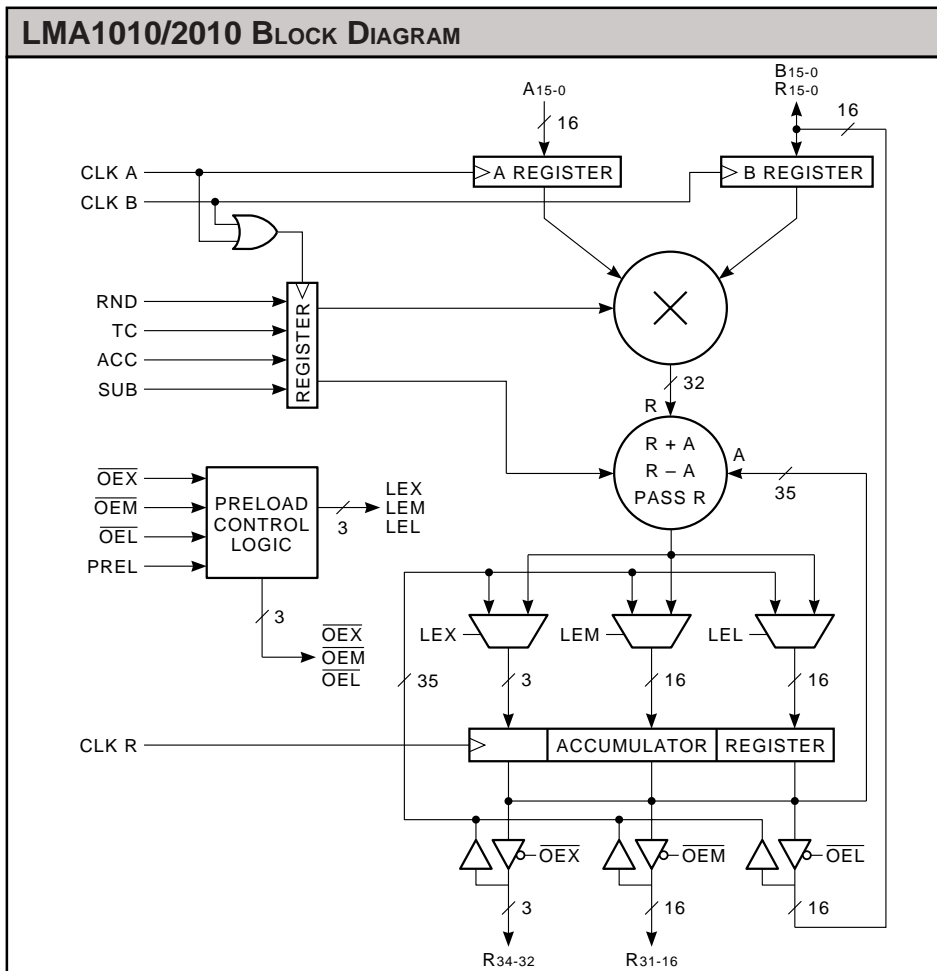 LMA1010/2010 BLOCK DIAGRAM
A15-0
B15-0
R15-0
16
16
CLK A
A REGISTER
B REGISTER
CLK B
RND
TC
ACC
SUB
REGISTER
32
R
R + A
R – A
PASS R
A
35
OEX
OEM
OEL
PREL
PRELOAD
CONTROL
LOGIC
3
LEX
LEM
LEL
3
OEX
OEM
OEL
LEX
LEM
LEL
35
3
16
16
CLK R
ACCUMULATOR
REGISTER
OEX
OEM
OEL
3
16
16
R34-32
R31-16